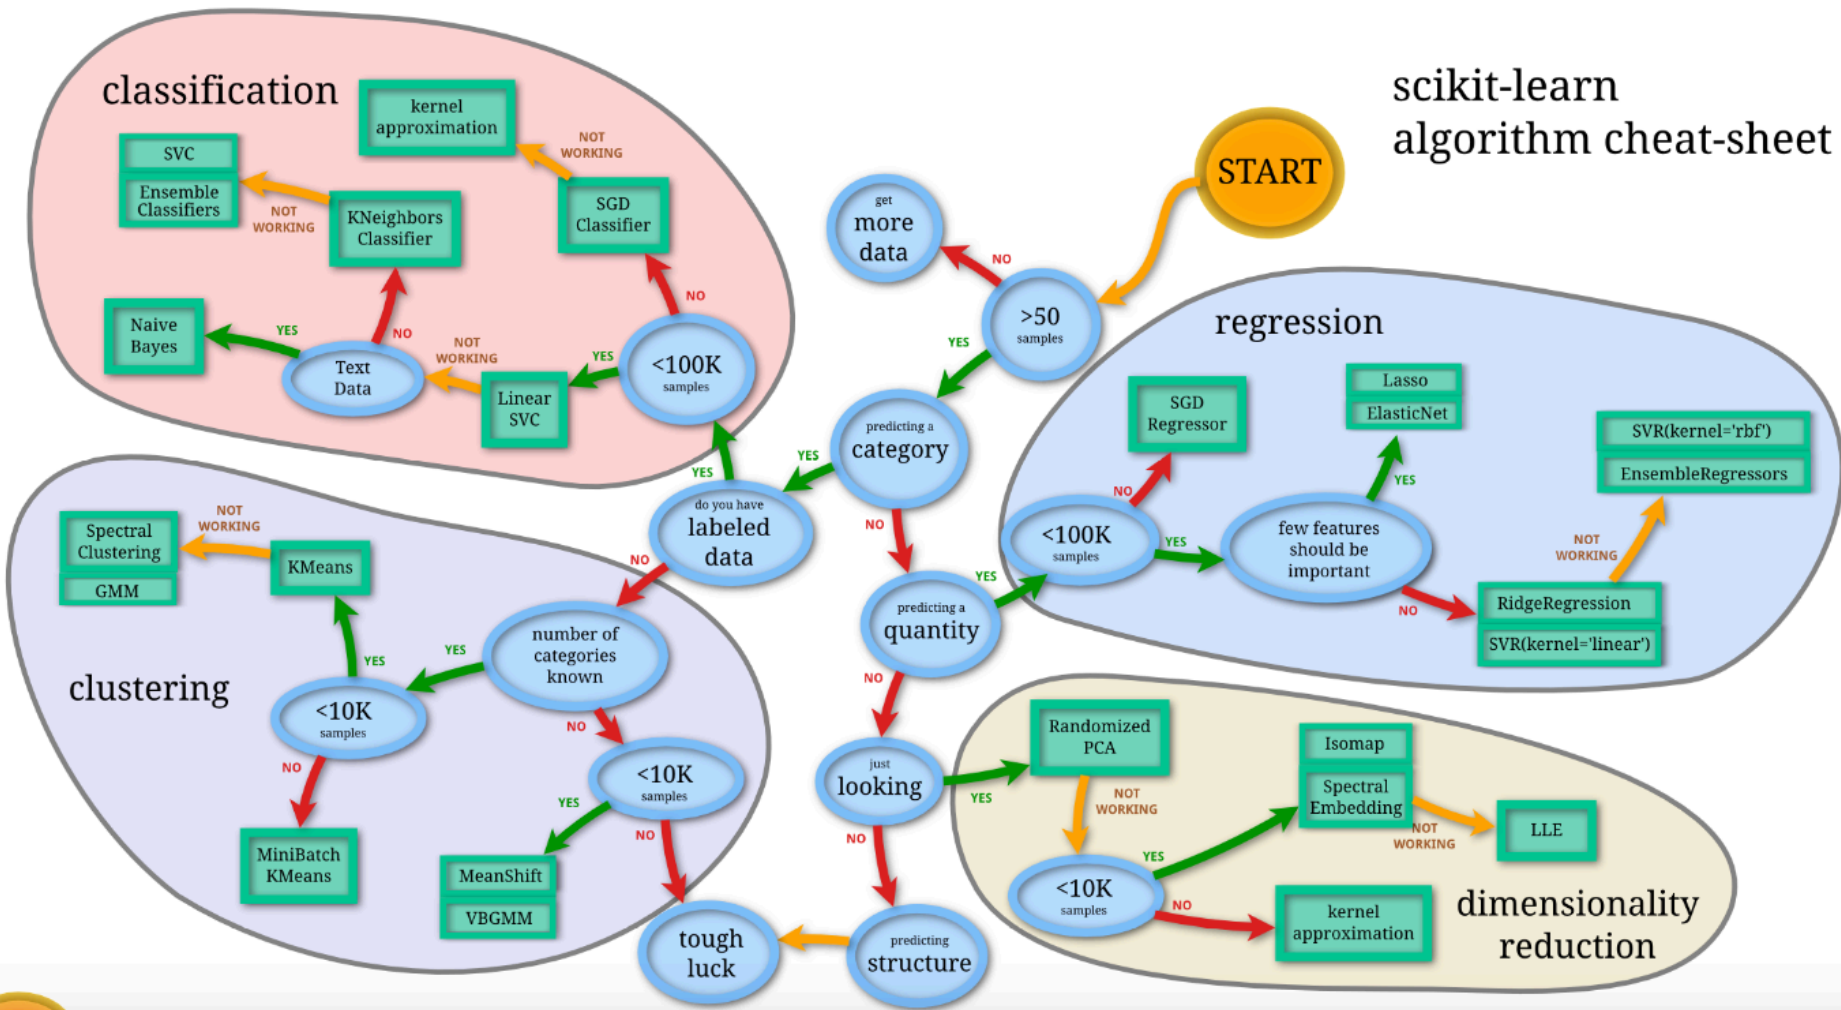 scikit-learn
algorithm cheat-sheet
START
classification
kernel
approximation
NOT
WORKING
SVC
Ensemble
Classifiers
NOT
WORKING
KNeighbors
Classifier
SGD
Classifier
NO
Naive
Bayes
YES
Text
Data
NO
NOT
WORKING
Linear
SVC
YES
<100K
samples
YES
get
more
data
NO
>50
samples
YES
predicting a
category
YES
do you have
labeled
data
NO
NO
predicting a
quantity
YES
NO
just
looking
YES
NO
predicting
structure
tough
luck
regression
SGD
Regressor
NO
<100K
samples
YES
Lasso
ElasticNet
YES
few features
should be
important
NO
SVR(kernel='rbf')
EnsembleRegressors
NOT
WORKING
RidgeRegression
SVR(kernel='linear')
clustering
Spectral
Clustering
GMM
NOT
WORKING
KMeans
YES
<10K
samples
NO
MiniBatch
KMeans
YES
number of
categories
known
NO
<10K
samples
YES
NO
MeanShift
VBGMM
dimensionality
reduction
Randomized
PCA
NOT
WORKING
<10K
samples
YES
NO
Isomap
Spectral
Embedding
NOT
WORKING
LLE
kernel
approximation